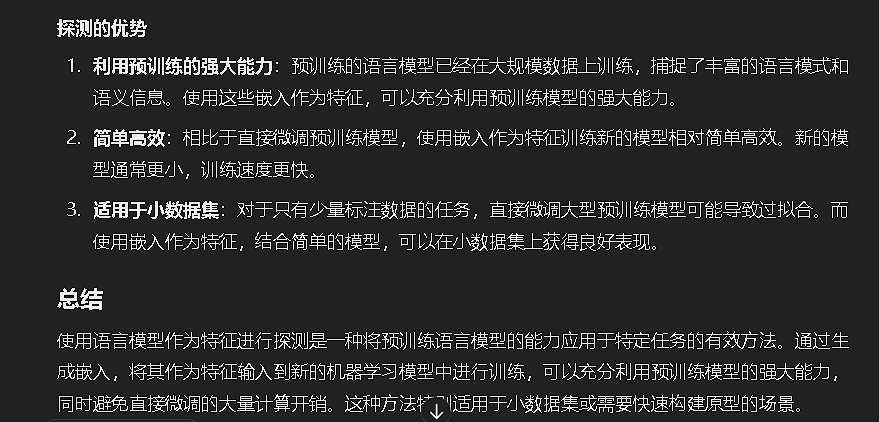 探测的优势
1. 利用预训练的强大能力：预训练的语言模型已经在大规模数据上训练，捕捉了丰富的语言模式和
语义信息。使用这些嵌入作为特征，可以充分利用预训练模型的强大能力。
2. 简单高效：相比于直接微调预训练模型，使用嵌入作为特征训练新的模型相对简单高效。新的模
型通常更小，训练速度更快。
3. 适用于小数据集：对于只有少量标注数据的任务，直接微调大型预训练模型可能导致过拟合。而
使用嵌入作为特征，结合简单的模型，可以在小数据集上获得良好表现。
总结
使用语言模型作为特征进行探测是一种将预训练语言模型的能力应用于特定任务的有效方法。通过生
成嵌入，将其作为特征输入到新的机器学习模型中进行训练，可以充分利用预训练模型的强大能力，
同时避免直接微调的大量计算开销。这种方法特适用于小数据集或需要快速构建原型的场景。